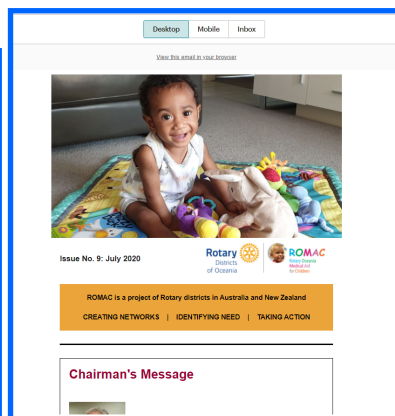 Desktop Mobile Inbox
View this email in your browser
Issue No. 9: July 2020
Rotary
Districts
of Oceania
ROMAC
Rotary Oceania
Medical Aid
for Children
ROMAC is a project of Rotary districts in Australia and New Zealand
CREATING NETWORKS | IDENTIFYING NEED | TAKING ACTION
Chairman's Message